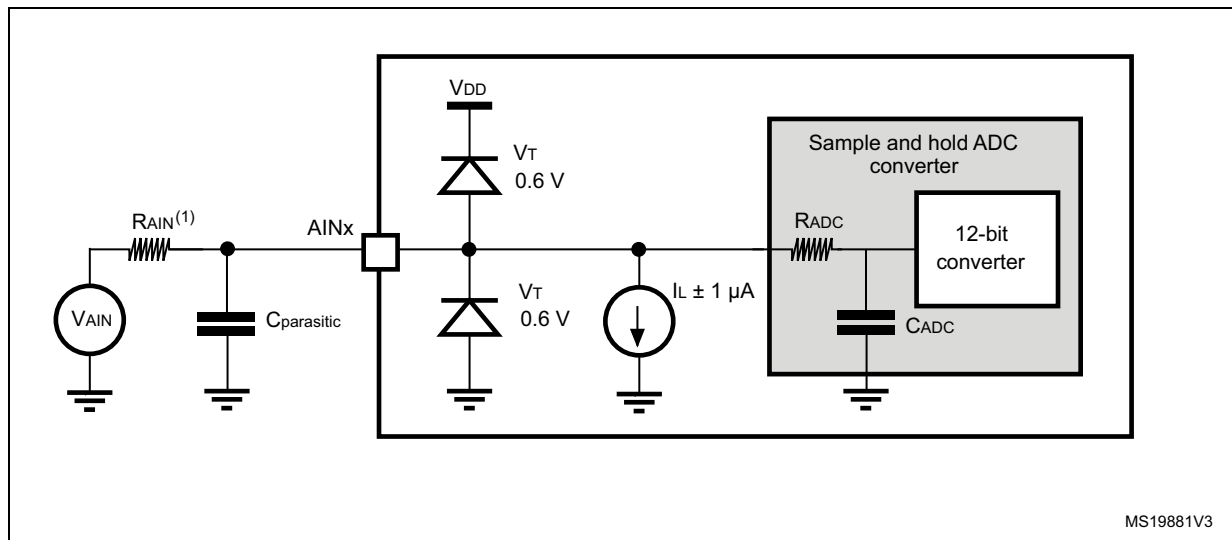 VDD
Sample and hold ADC
converter
VT
0.6 V
RAIN(1)
AINx
RADC
12-bit
converter
VAIN
Cparasitic
VT
0.6 V
IL ± 1 µA
CADC
MS19881V3